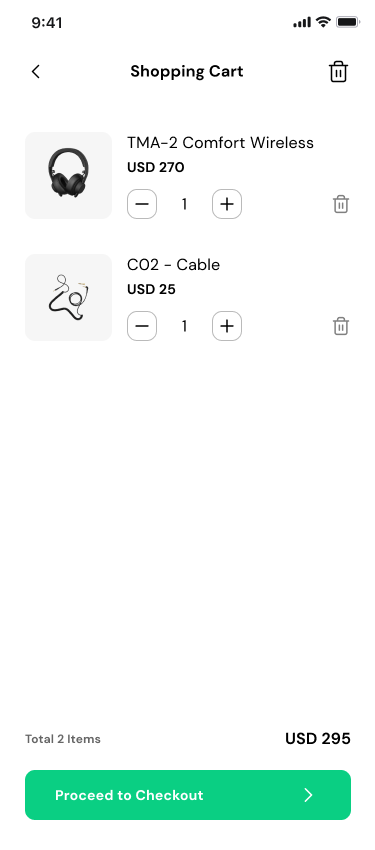 9:41
Shopping Cart
TMA-2 Comfort Wireless
USD 270
1
CO2 - Cable
USD 25
1
Total 2 Items
USD 295
Proceed to Checkout